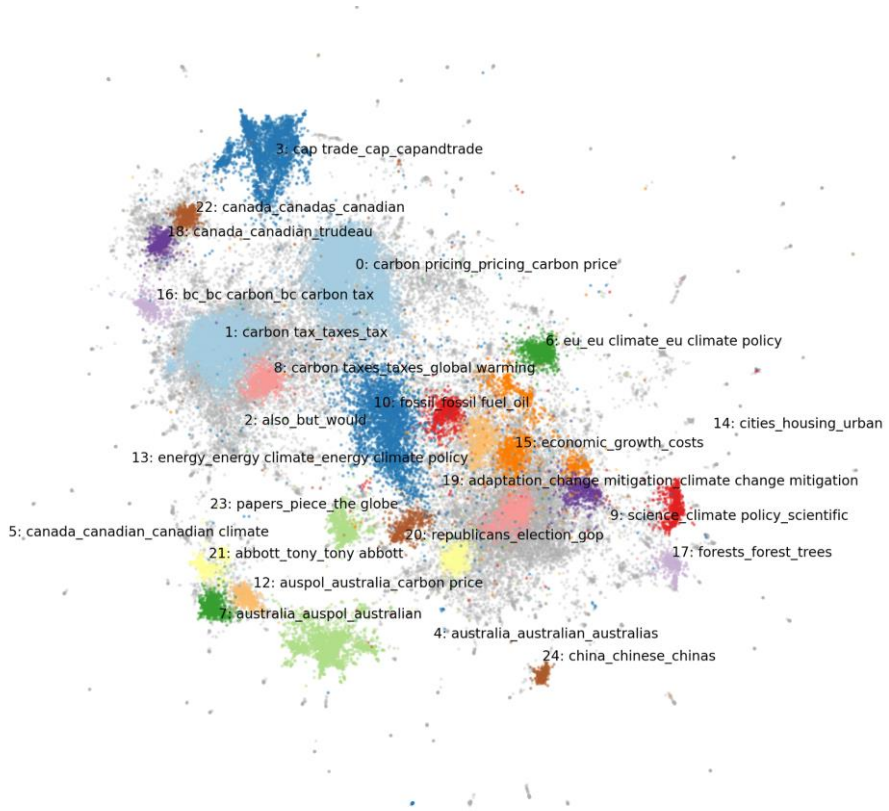 3: cap trade_cap_capandtrade
22: canada_canadas_canadian
18: canada_canadian_trudeau
0: carbon pricing_pricing_carbon price
16: bc_bc carbon_bc carbon tax
1: carbon tax_taxes_tax
6: eu_eu climate_eu climate policy
8: carbon taxes_taxes_global warming
10: fossil_fossil fuel_oil
2: also_but_would
14: cities_housing_urban
15: economic_growth_costs
13: energy_energy climate_energy climate policy
19: adaptation_change mitigation_climate change mitigation
23: papers_piece_the globe
9: science_climate policy_scientific
5: canada_canadian_canadian climate
20: republicans_election_gop
21: abbott_tony_tony abbott
17: forests_forest_trees
12: auspol_australia_carbon price
7: australia_auspol_australian
4: australia_australian_australias
24: china_chinese_chinas